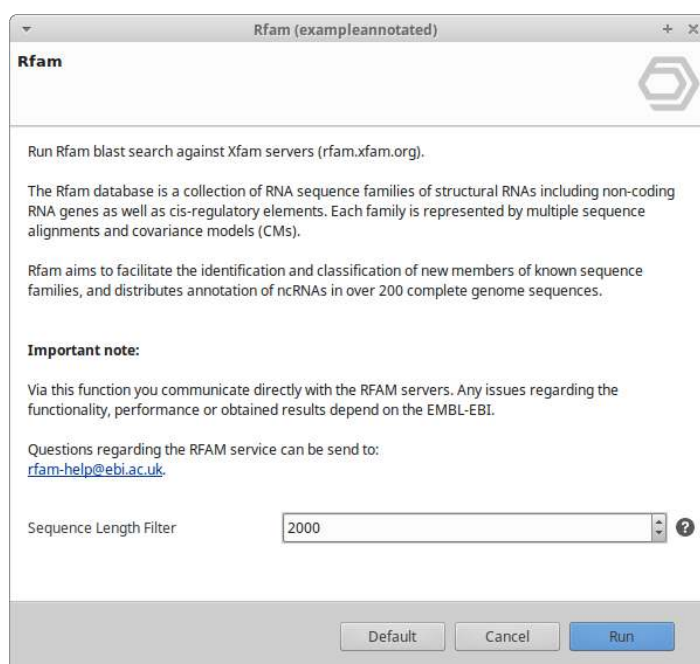 Rfam (exampleannotated)
Rfam
Run Rfam blast search against Xfam servers (rfam.xfam.org).
The Rfam database is a collection of RNA sequence families of structural RNAs including non-coding
RNA genes as well as cis-regulatory elements. Each family is represented by multiple sequence
alignments and covariance models (CMs).
Rfam aims to facilitate the identification and classification of new members of known sequence
families, and distributes annotation of ncRNAs in over 200 complete genome sequences.
Important note:
Via this function you communicate directly with the RFAM servers. Any issues regarding the
functionality, performance or obtained results depend on the EMBL-EBI.
Questions regarding the RFAM service can be send to:
rfam-help@ebi.ac.uk.
Sequence Length Filter 2000 ?
Default Cancel Run